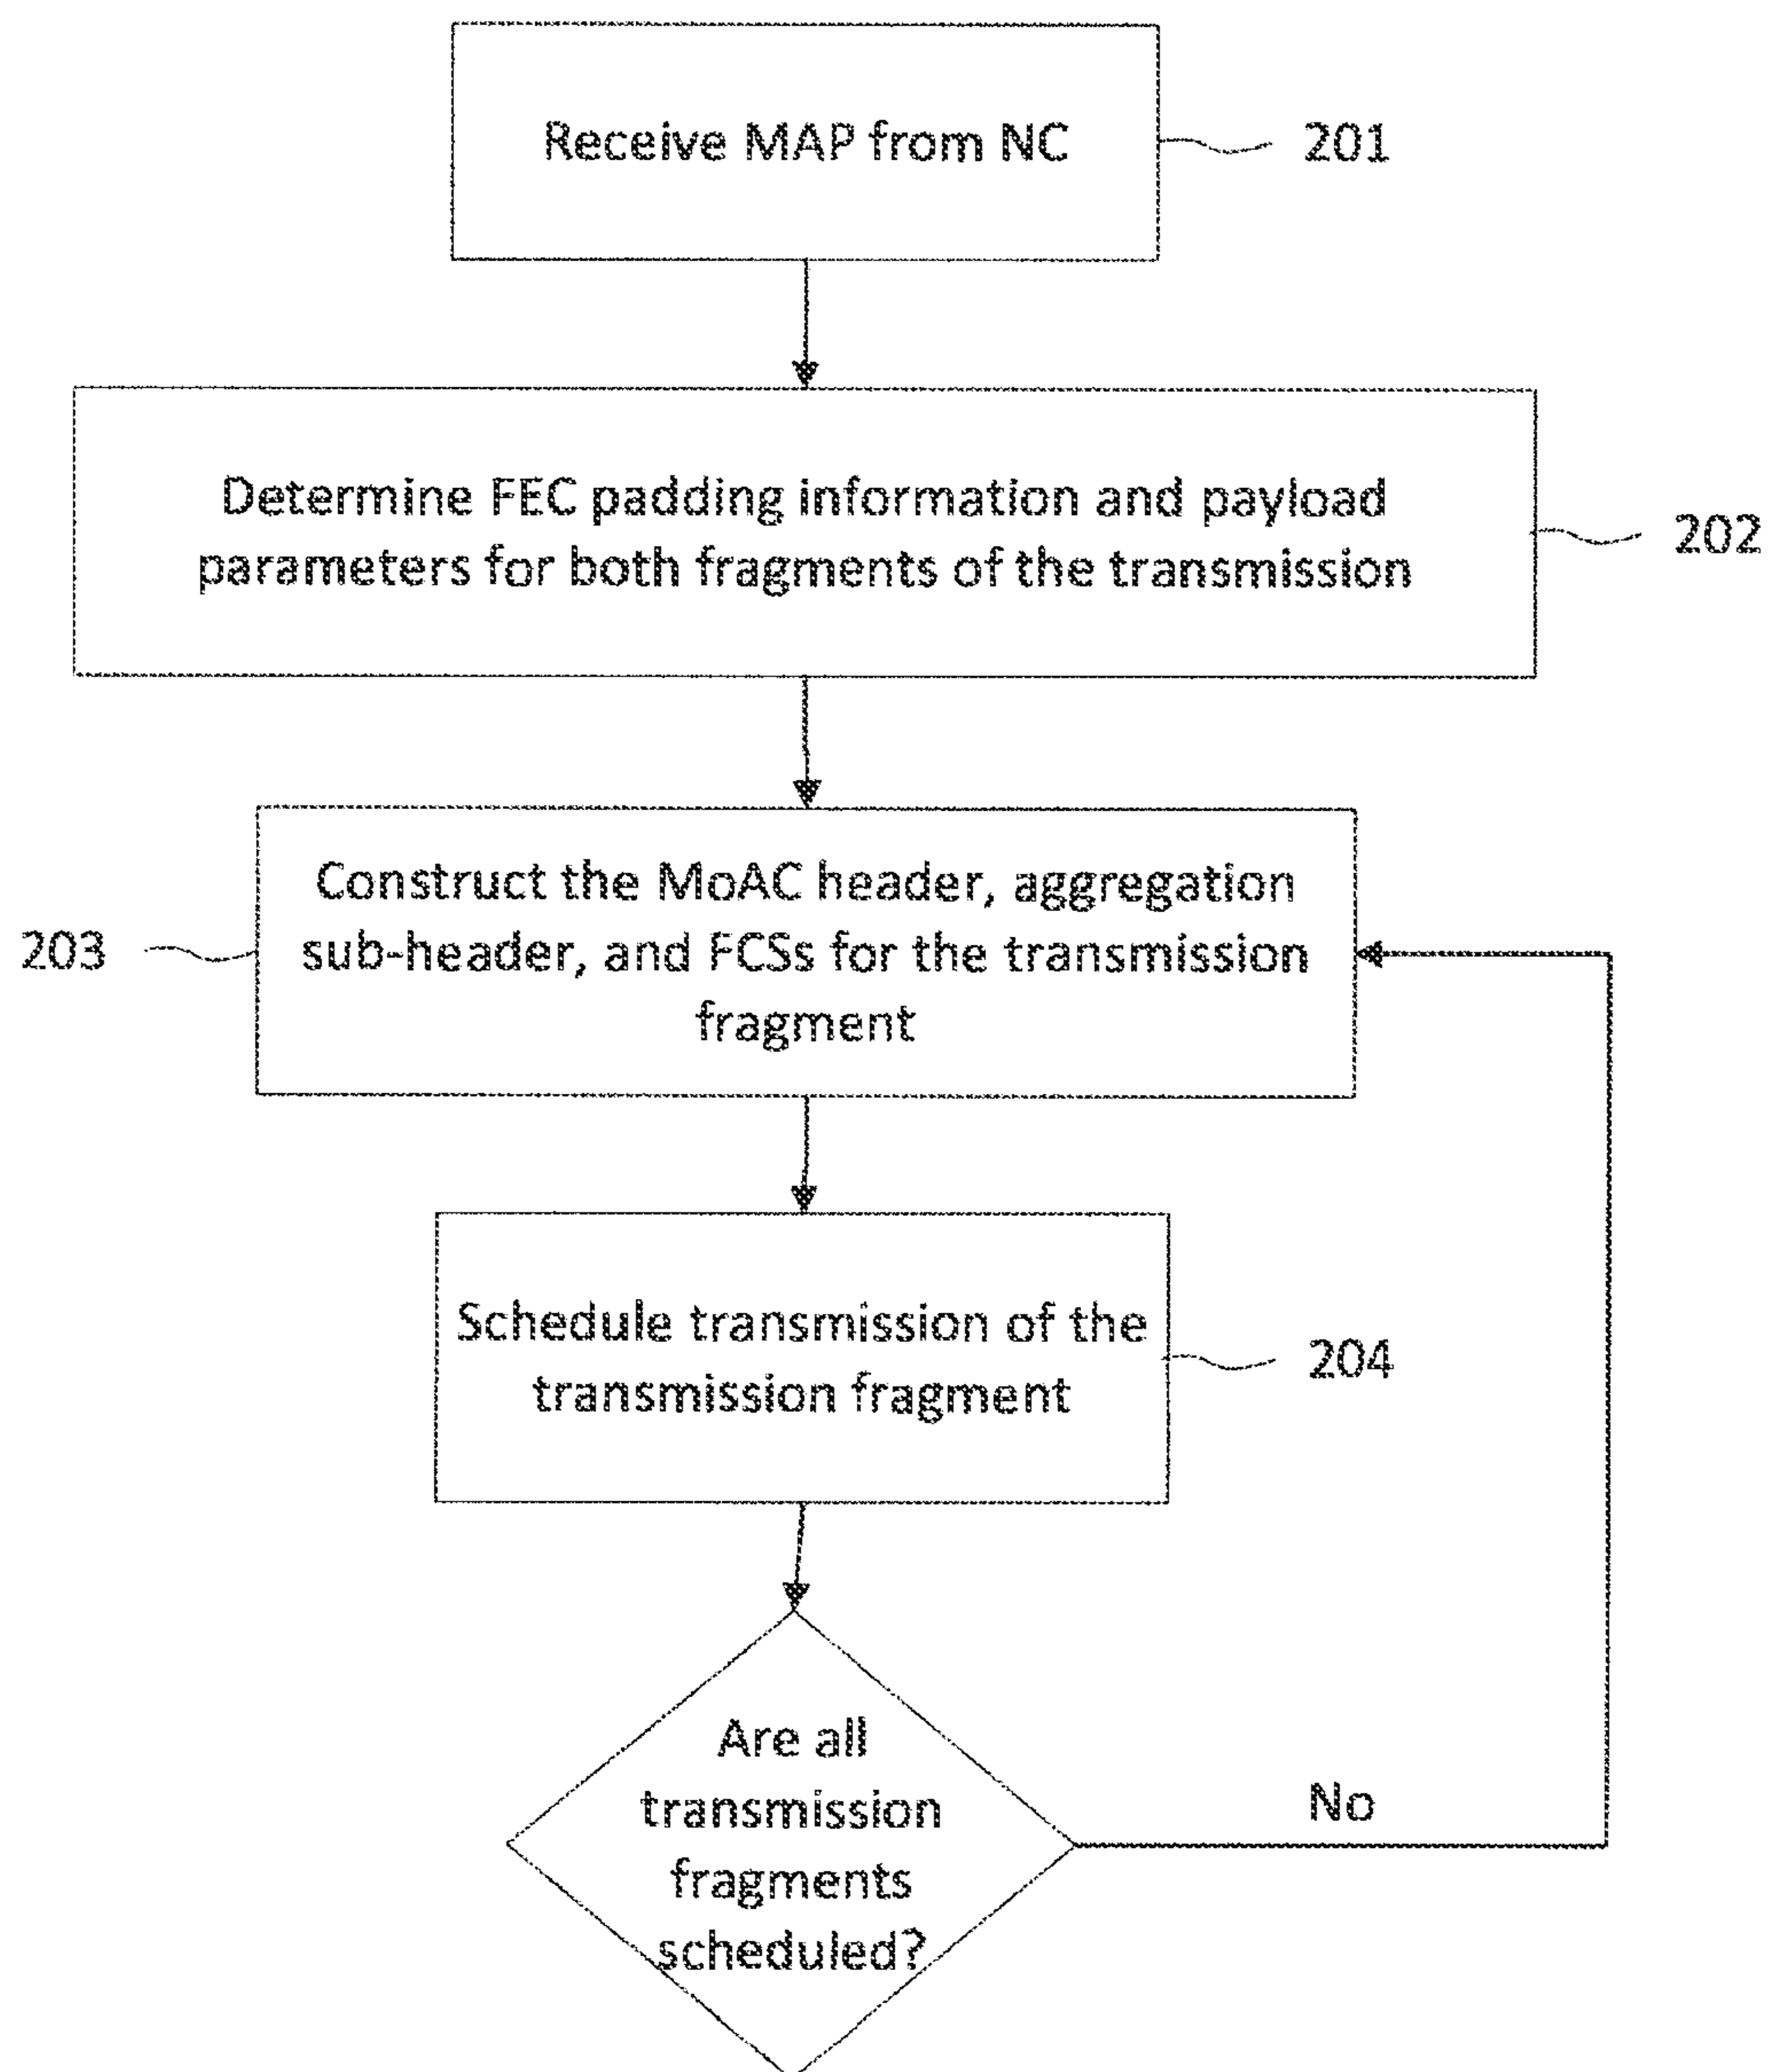 Receive MAP from NC
201
Determine FEC padding information and payload
parameters for both fragments of the transmission
202
Construct the MoAC header, aggregation
sub-header, and FCSs for the transmission
fragment
203
Schedule transmission of the
transmission fragment
204
Are all
transmission
fragments
scheduled?
No